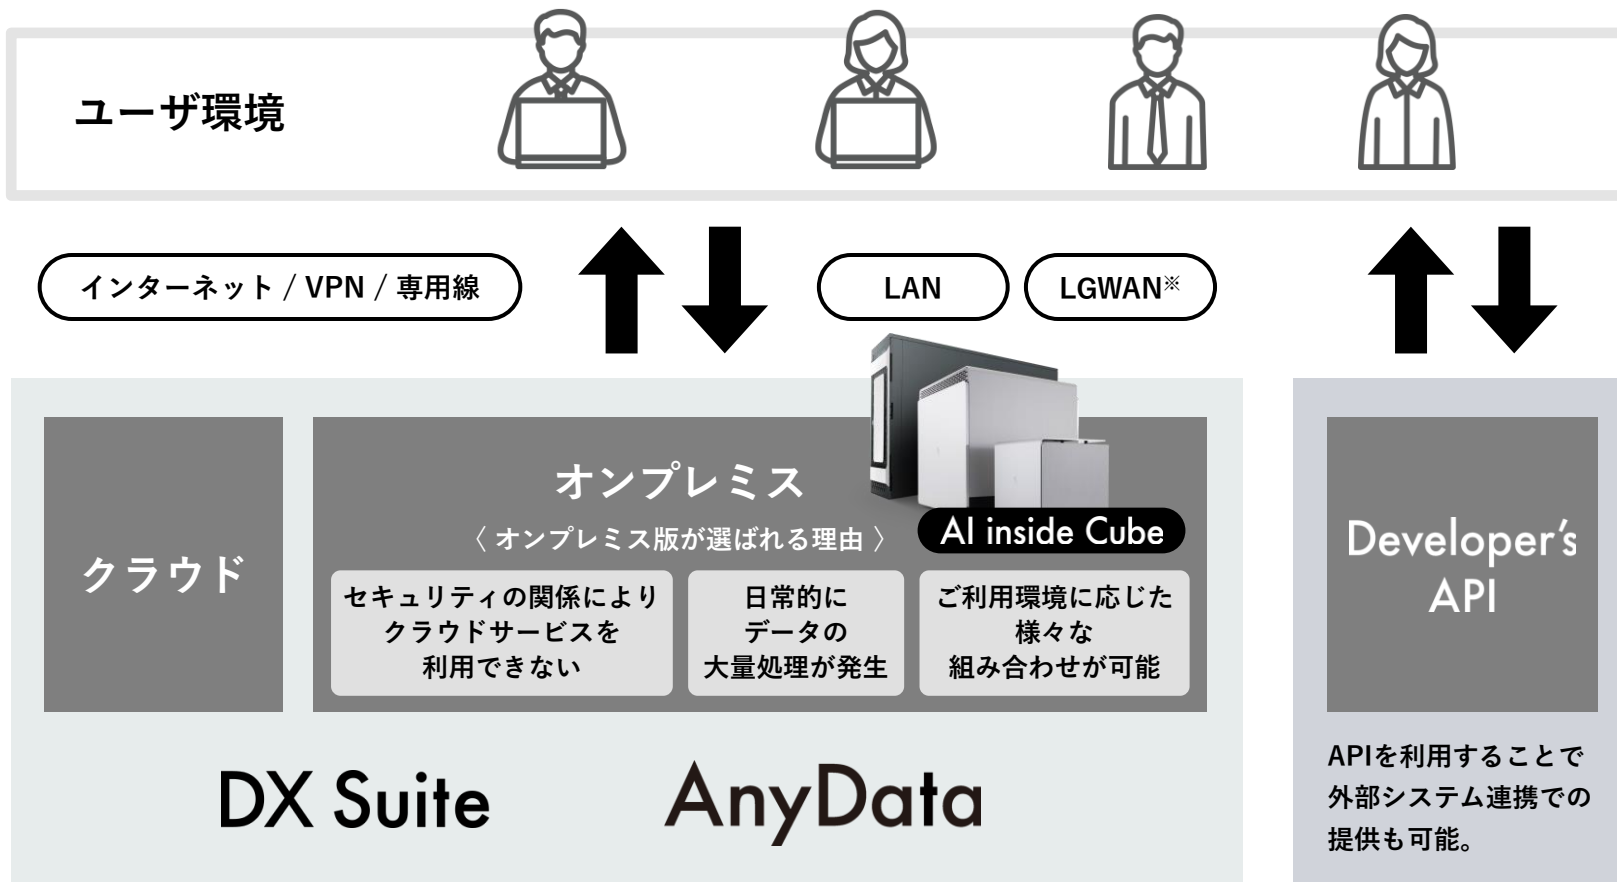 ユーザ環境
インターネット / VPN / 専用線
LAN
LGWAN※
クラウド
オンプレミス
〈 オンプレミス版が選ばれる理由 〉
AI inside Cube
セキュリティの関係により
クラウドサービスを
利用できない
日常的に
データの
大量処理が発生
ご利用環境に応じた
様々な
組み合わせが可能
DX Suite
AnyData
Developer's
API
APIを利用することで
外部システム連携での
提供も可能。